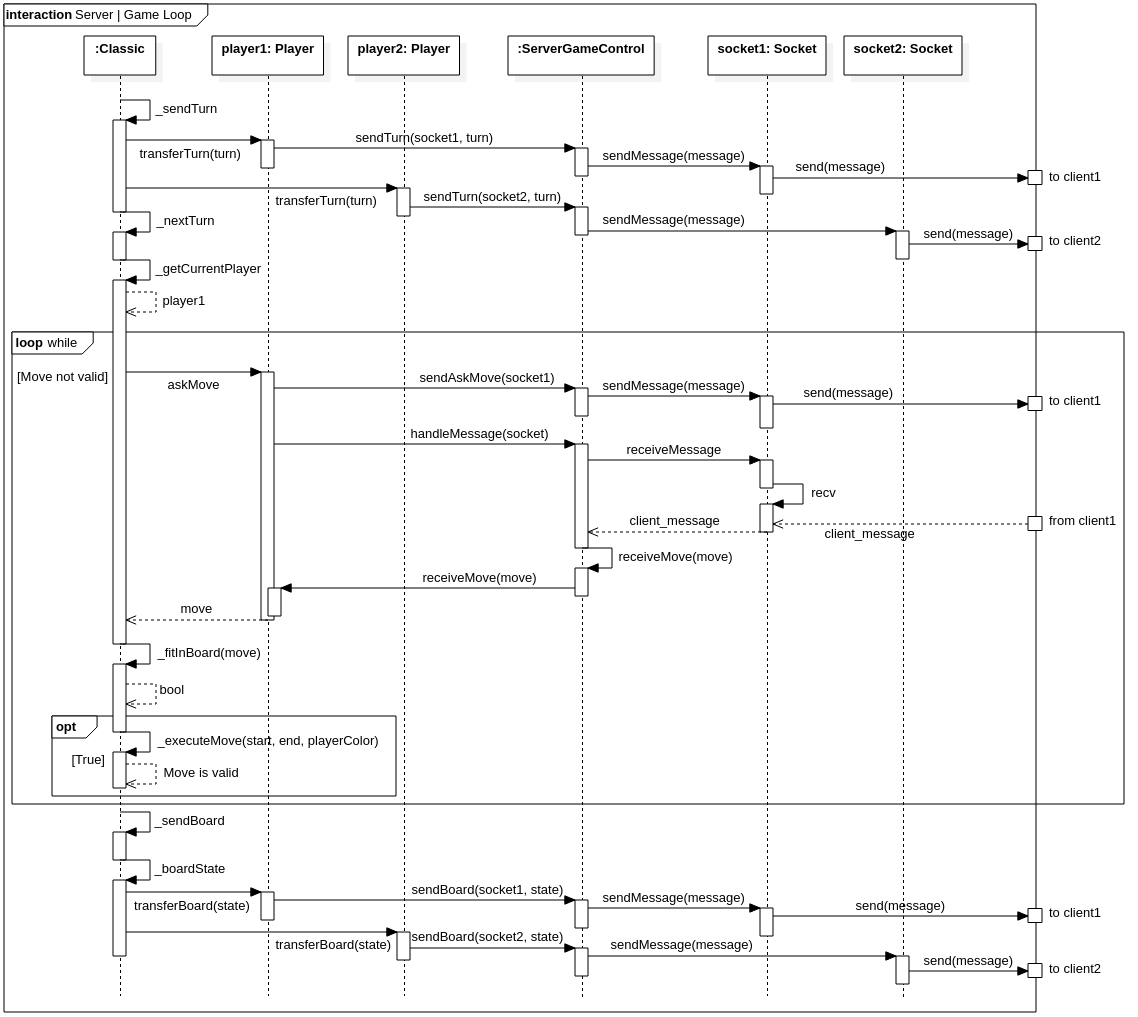 interaction Server | Game Loop
:Classic
player1: Player
player2: Player
:ServerGameControl
socket1: Socket
socket2: Socket
_sendTurn
transferTurn(turn)
sendTurn(socket1, turn)
sendMessage(message)
send(message)
to client1
transferTurn(turn)
sendTurn(socket2, turn)
sendMessage(message)
send(message)
to client2
_nextTurn
_getCurrentPlayer
player1
loop while
[Move not valid]
askMove
sendAskMove(socket1)
sendMessage(message)
send(message)
to client1
handleMessage(socket)
receiveMessage
recv
client_message
client_message
from client1
receiveMove(move)
receiveMove(move)
move
_fitInBoard(move)
bool
opt
_executeMove(start, end, playerColor)
[True]
Move is valid
_sendBoard
_boardState
transferBoard(state)
sendBoard(socket1, state)
sendMessage(message)
send(message)
to client1
transferBoard(state)
sendBoard(socket2, state)
sendMessage(message)
send(message)
to client2